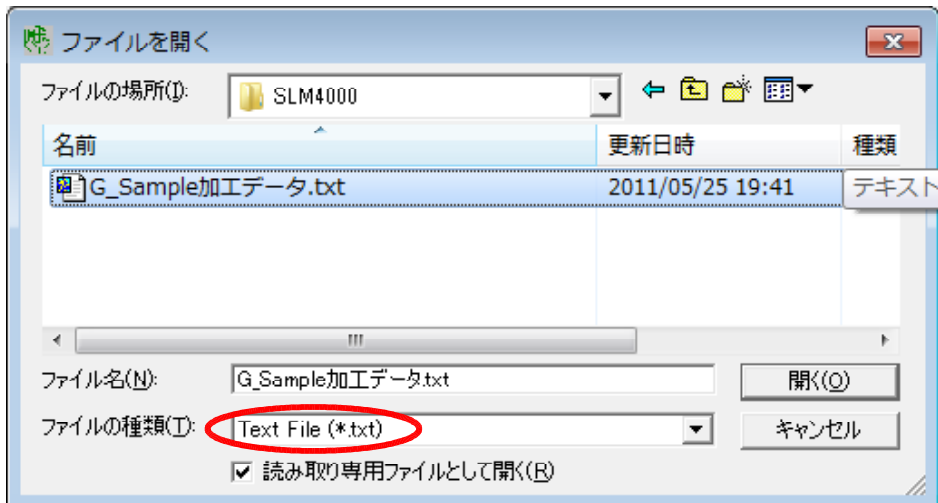 ファイルを開く
ファイルの場所(I):
SLM4000
名前
更新日時
種類
G_Sample加工データ.txt
2011/05/25 19:41
テキスト
ファイル名(N):
G_Sample加工データ.txt
開く(O)
ファイルの種類(T):
Text File (*.txt)
キャンセル
読み取り専用ファイルとして開く(R)